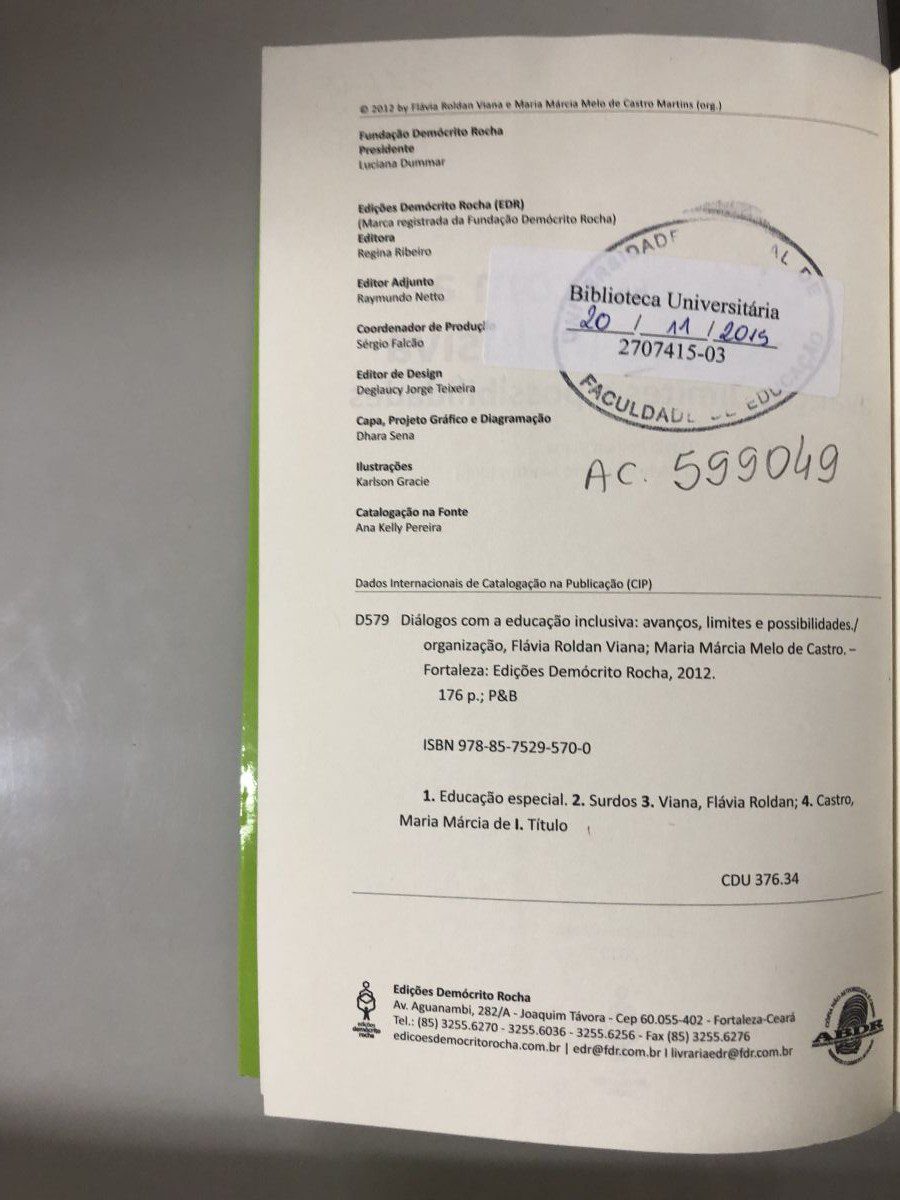 © 2012 by Flávia Roldan Viana e Maria Márcia Melo de Castro Martins (org.)
Fundação Demócrito Rocha
Presidente
Luciana Dummar
Edições Demócrito Rocha (EDR)
(Marca registrada da Fundação Demócrito Rocha)
Editora
Regina Ribeiro
Editor Adjunto
Raymundo Netto
Coordenador de Produç
Sérgio Falcão
Editor de Design
Deglaucy Jorge Teixeira
Capa, Projeto Gráfico e Diagramação
Dhara Sena
Ilustrações
Karlson Gracie
Catalogação na Fonte
Ana Kelly Pereira
Biblioteca Universitária
20 / 11 / 2015
2707415-03
FACULDADE DE EDUCAÇÃO
AC. 599049
Dados Internacionais de Catalogação na Publicação (CIP)
D579 Diálogos com a educação inclusiva: avanços, limites e possibilidades./
organização, Flávia Roldan Viana; Maria Márcia Melo de Castro. –
Fortaleza: Edições Demócrito Rocha, 2012.
176 p.; P&B
ISBN 978-85-7529-570-0
1. Educação especial. 2. Surdos 3. Viana, Flávia Roldan; 4. Castro,
Maria Márcia de I. Título
CDU 376.34
edições
demócrito
rocha
Edições Demócrito Rocha
Av. Aguanambi, 282/A - Joaquim Távora - Cep 60.055-402 - Fortaleza-Ceará
Tel.: (85) 3255.6270 - 3255.6036 - 3255.6256 - Fax (85) 3255.6276
edicoesdemocritorocha.com.br | edr@fdr.com.br I livrariaedr@fdr.com.br
ABDR